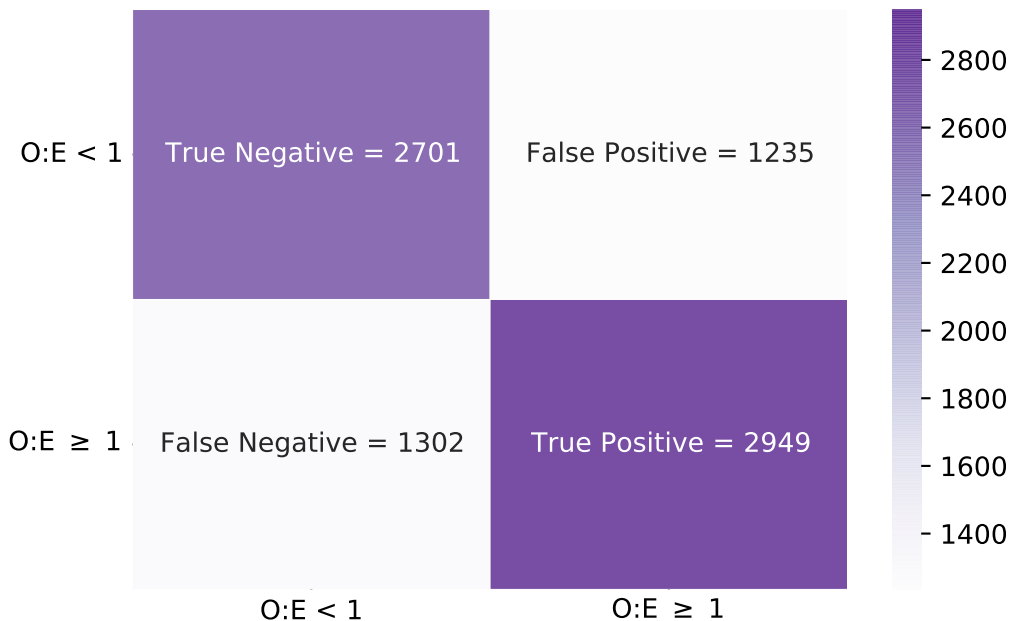 O:E < 1
True Negative = 2701
False Positive = 1235
O:E ≥ 1
False Negative = 1302
True Positive = 2949
O:E < 1
O:E ≥ 1
2800
2600
2400
2200
2000
1800
1600
1400